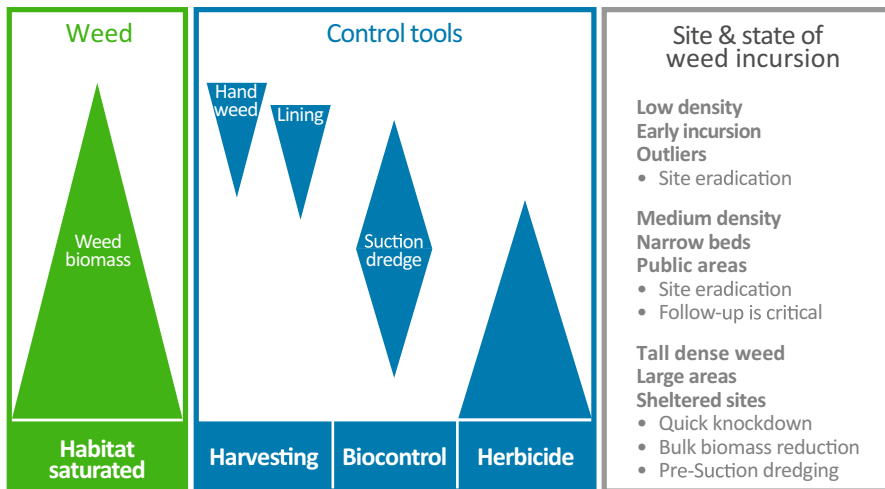 Weed
Weed
biomass
Habitat
saturated
Control tools
Hand
weed
Lining
Suction
dredge
Harvesting
Biocontrol
Herbicide
Site & state of
weed incursion
Low density
Early incursion
Outliers
• Site eradication
Medium density
Narrow beds
Public areas
• Site eradication
• Follow-up is critical
Tall dense weed
Large areas
Sheltered sites
• Quick knockdown
• Bulk biomass reduction
• Pre-Suction dredging